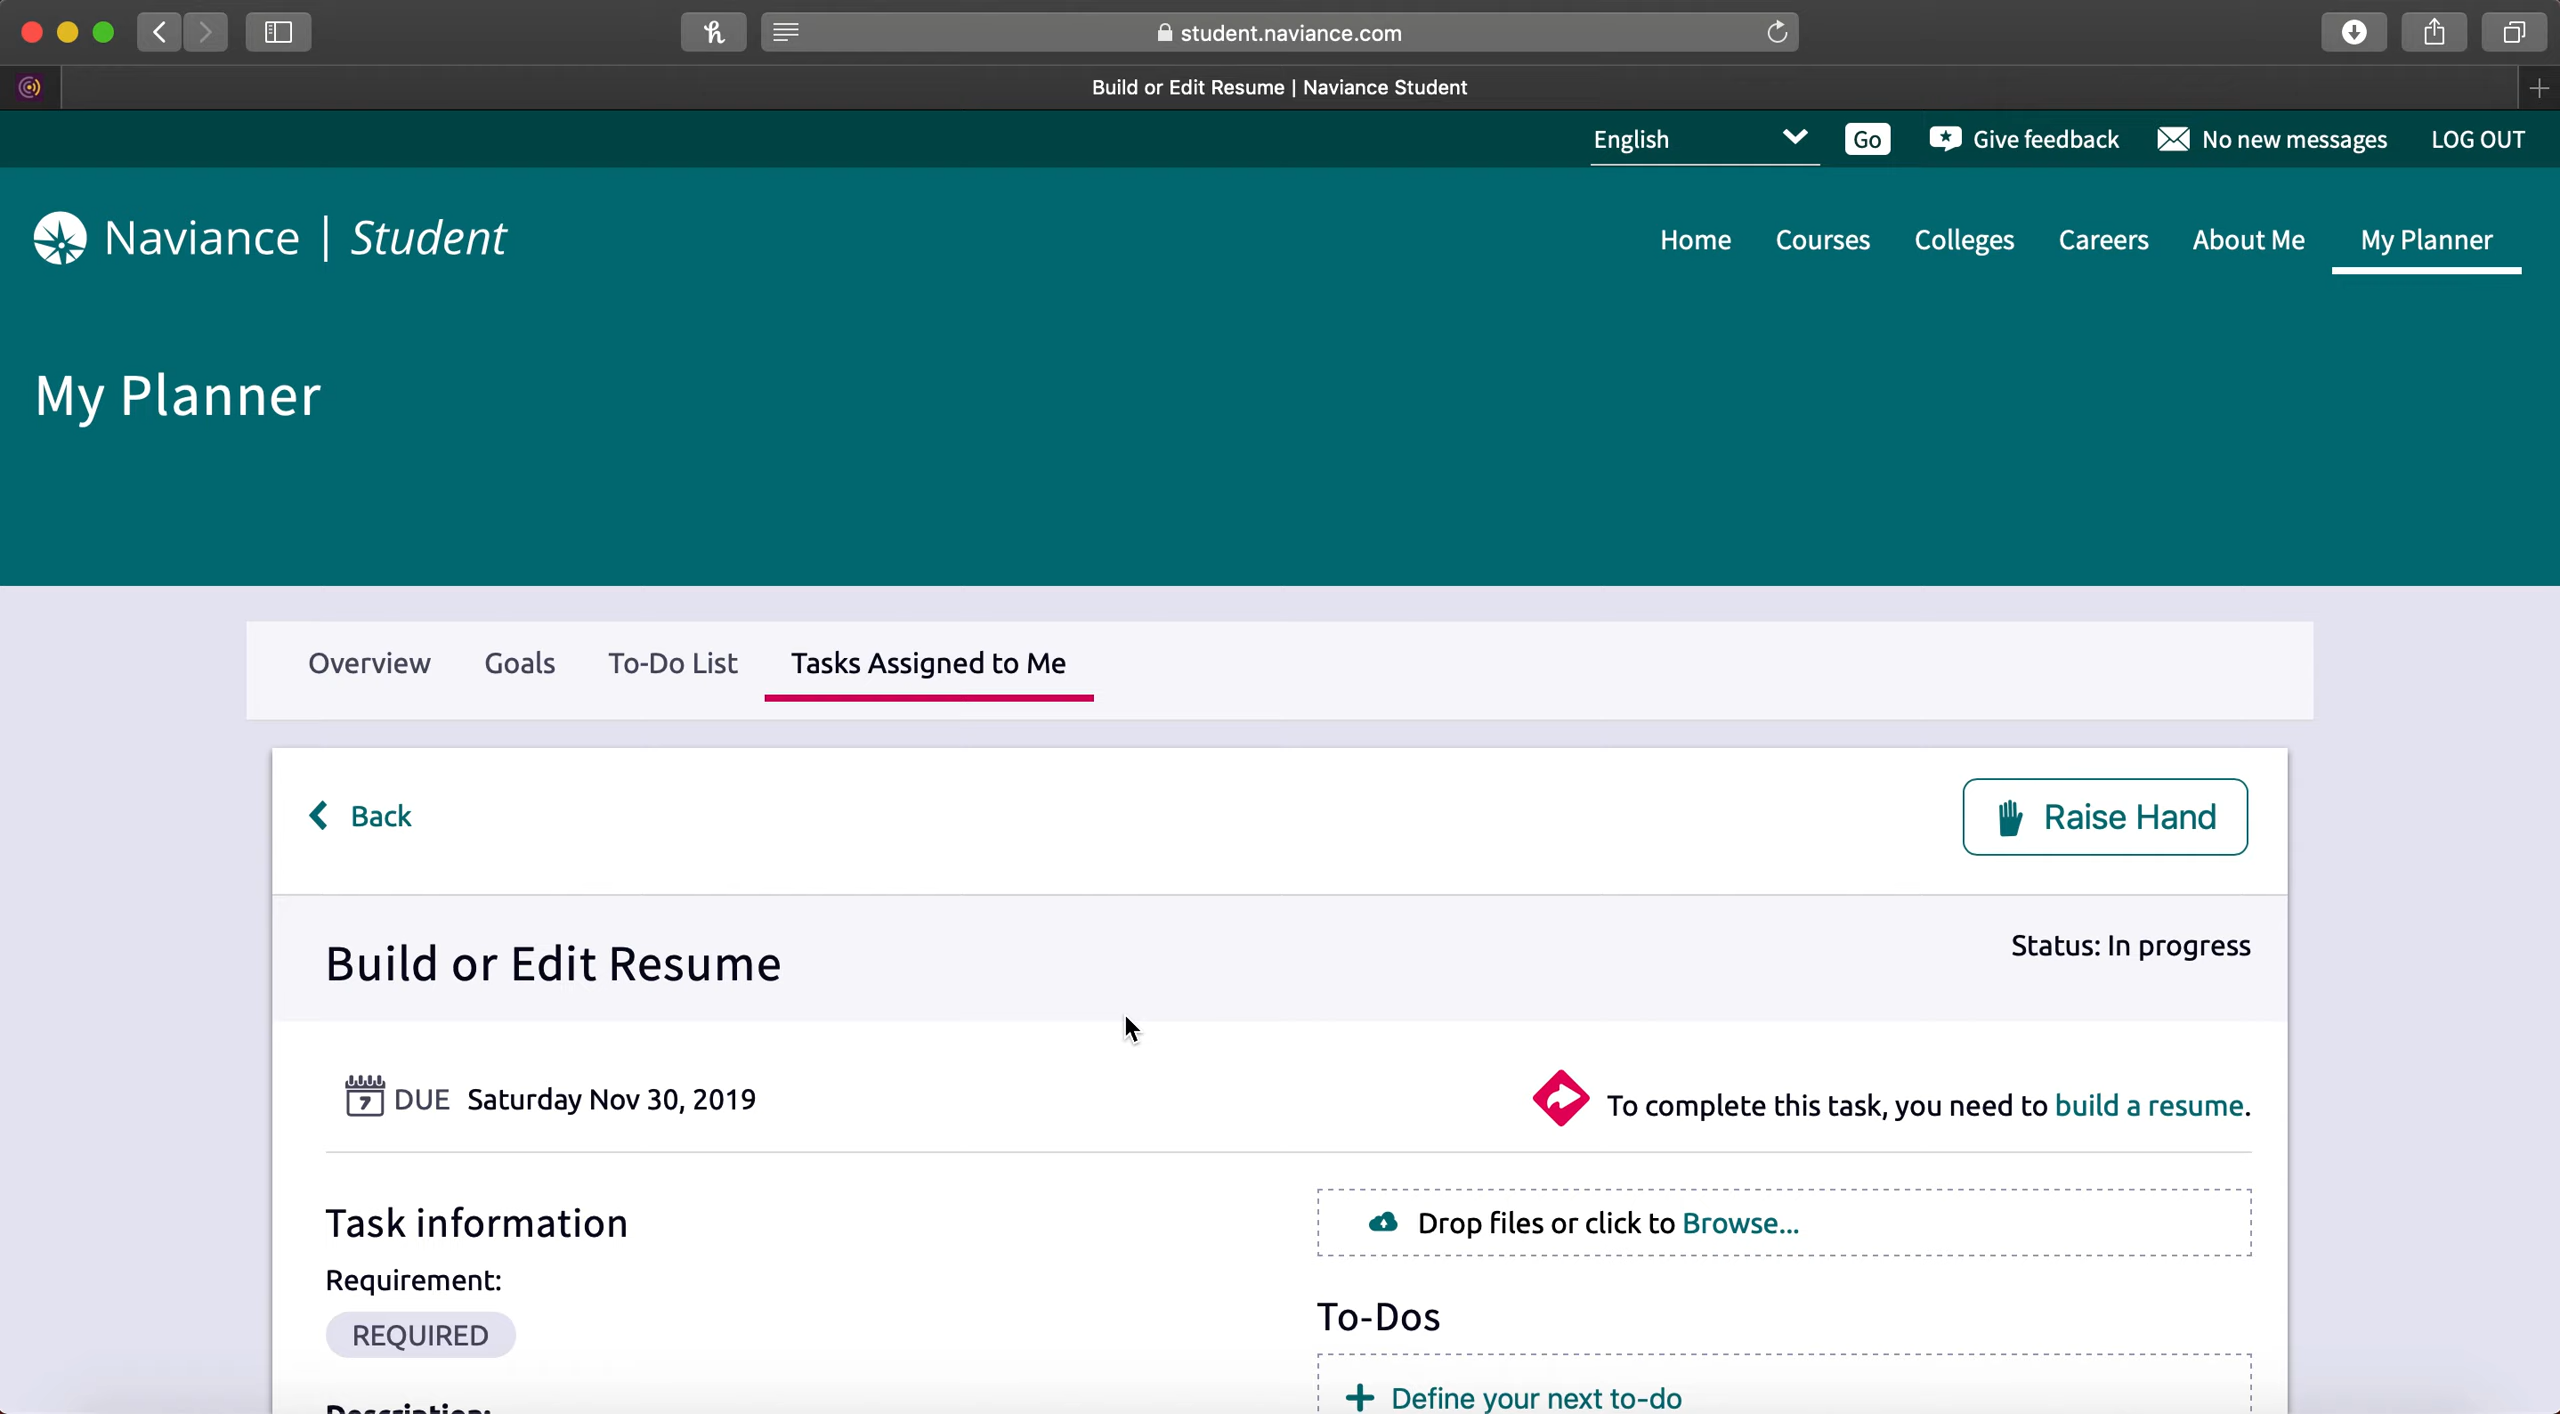 student.naviance.com
Build or Edit Resume | Naviance Student
English Go Give feedback No new messages LOG OUT
Naviance | Student
Home Courses Colleges Careers About Me My Planner
My Planner
Overview Goals To-Do List Tasks Assigned to Me
Back
Raise Hand
Build or Edit Resume
Status: In progress
7 DUE Saturday Nov 30, 2019
To complete this task, you need to build a resume.
Task information
Requirement:
REQUIRED
Description:
Drop files or click to Browse...
To-Dos
+ Define your next to-do